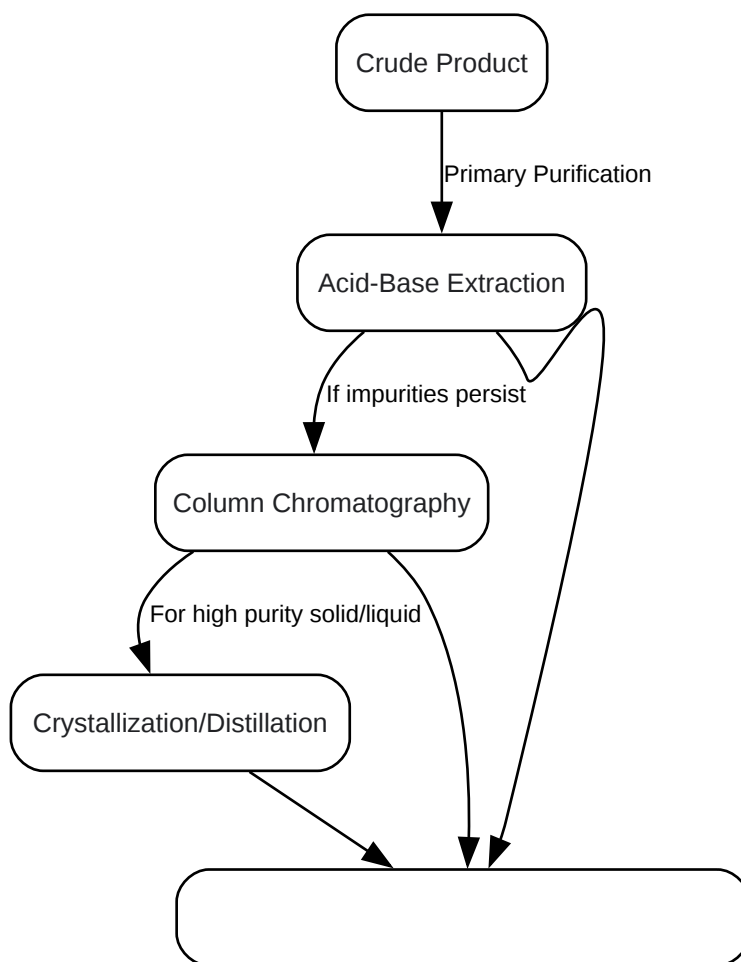 Crude Product
Primary Purification
Acid-Base Extraction
If impurities persist
Column Chromatography
For high purity solid/liquid
Crystallization/Distillation